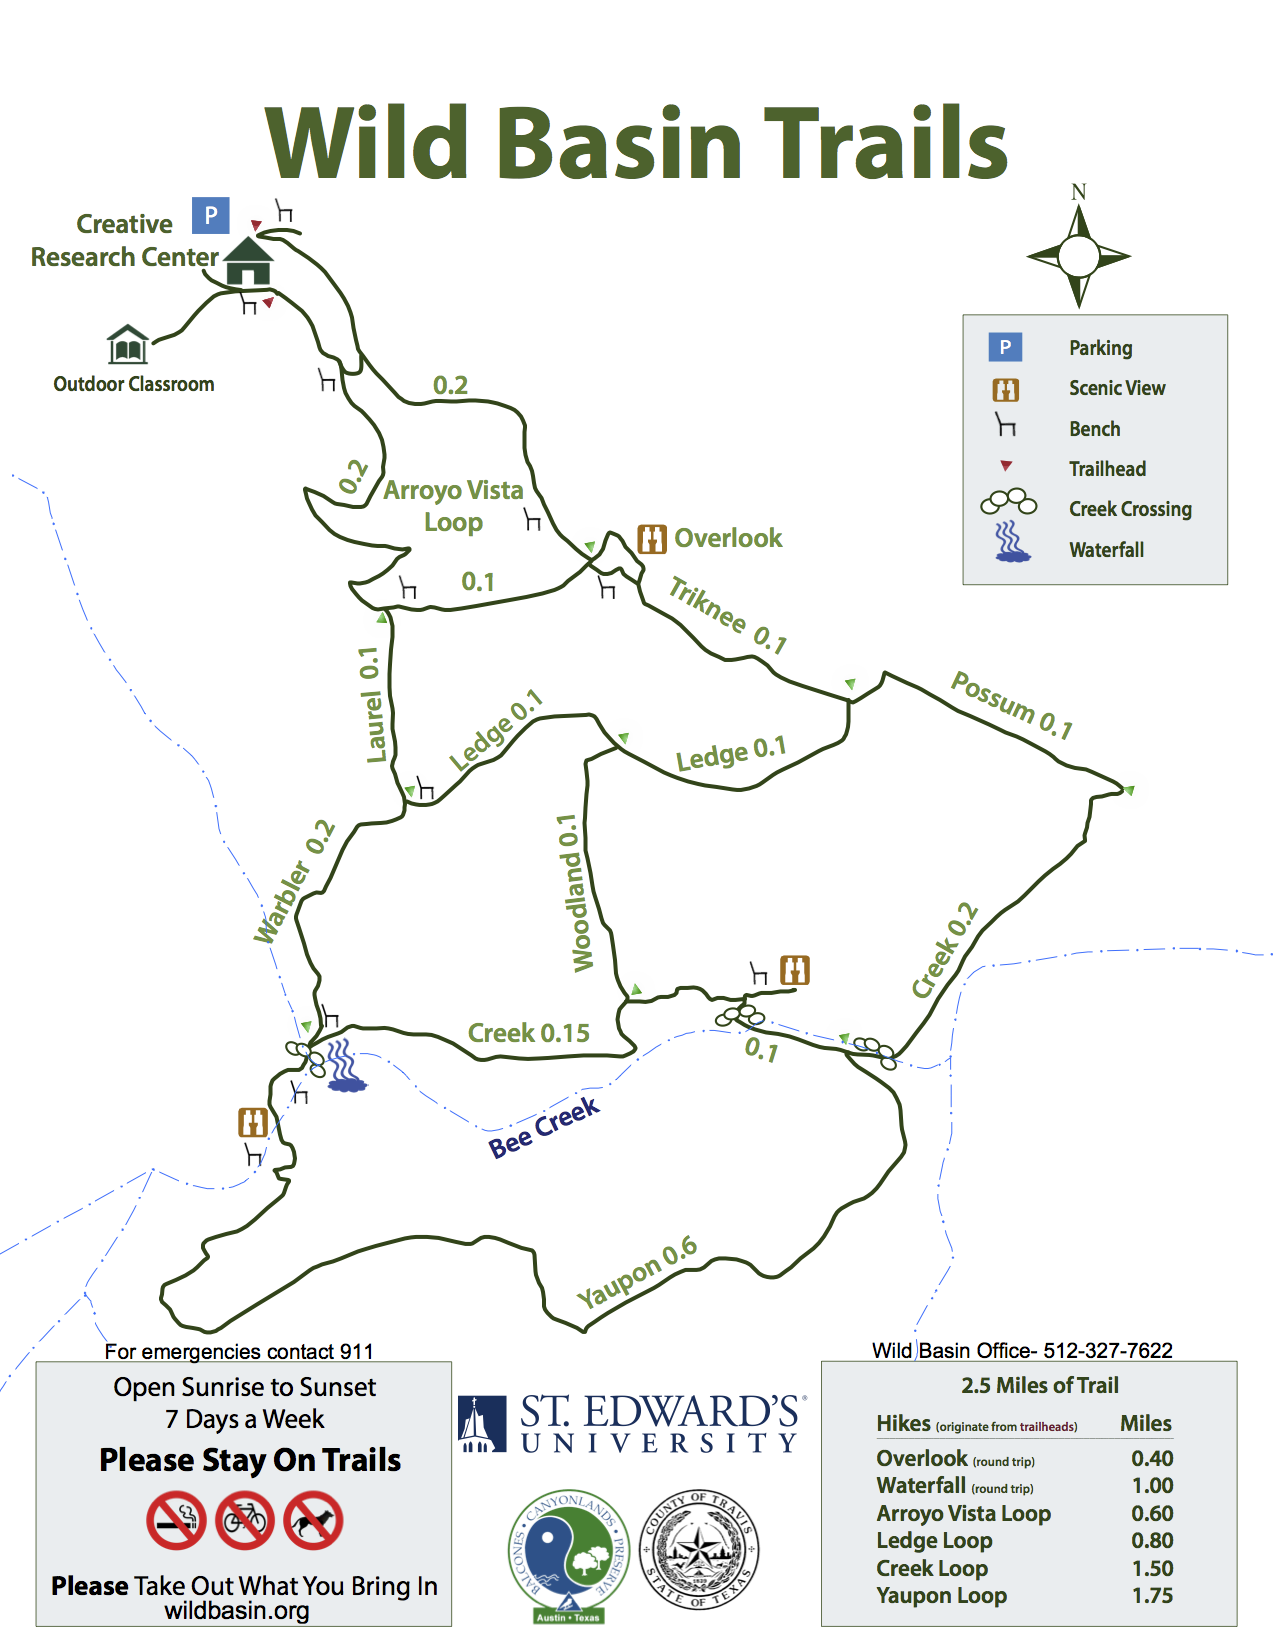 Wild Basin Trails
N
P
Creative
Research Center
Outdoor Classroom
P Parking
Scenic View
Bench
Trailhead
Creek Crossing
Waterfall
0.2
0.2
Arroyo Vista
Loop
Overlook
0.1
Triknee 0.1
Laurel 0.1
Possum 0.1
Ledge 0.1
Ledge 0.1
Woodland 0.1
Warbler 0.2
Creek 0.2
Creek 0.15
0.1
Bee Creek
Yaupon 0.6
For emergencies contact 911
Open Sunrise to Sunset
7 Days a Week
Please Stay On Trails
Please Take Out What You Bring In
wildbasin.org
ST. EDWARD'S®
UNIVERSITY
BALCONES • CANYONLANDS • PRESERVE
Austin • Texas
COUNTY OF TRAVIS
STATE OF TEXAS
Wild Basin Office- 512-327-7622
2.5 Miles of Trail
Hikes (originate from trailheads) Miles
Overlook (round trip) 0.40
Waterfall (round trip) 1.00
Arroyo Vista Loop 0.60
Ledge Loop 0.80
Creek Loop 1.50
Yaupon Loop 1.75